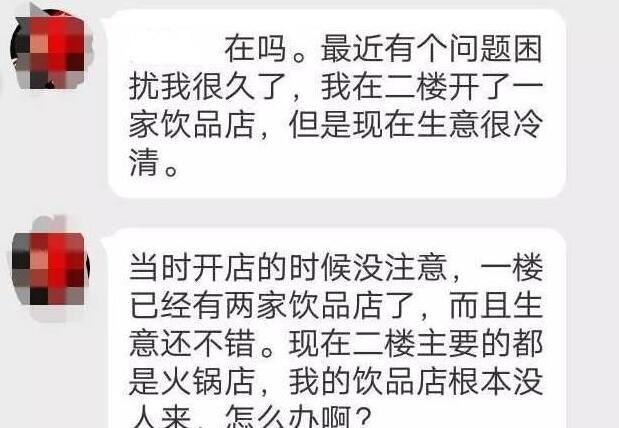 在吗。最近有个问题困
扰我很久了，我在二楼开了一
家饮品店，但是现在生意很冷
清。
当时开店的时候没注意，一楼
已经有两家饮品店了，而且生
意还不错。现在二楼主要的都
是火锅店，我的饮品店根本没
人来，怎么办啊？